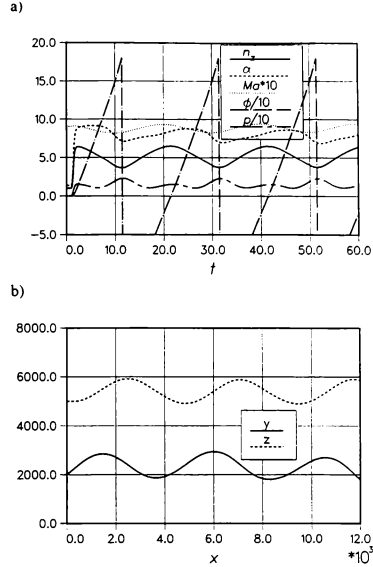 a)
20.0
15.0
10.0
5.0
0.0
−5.0
n_z
α
Ma*10
ϕ/10
p/10
0.0 10.0 20.0 30.0 40.0 50.0 60.0
t
b)
8000.0
6000.0
4000.0
2000.0
0.0
y
z
0.0 2.0 4.0 6.0 8.0 10.0 12.0
x *10³